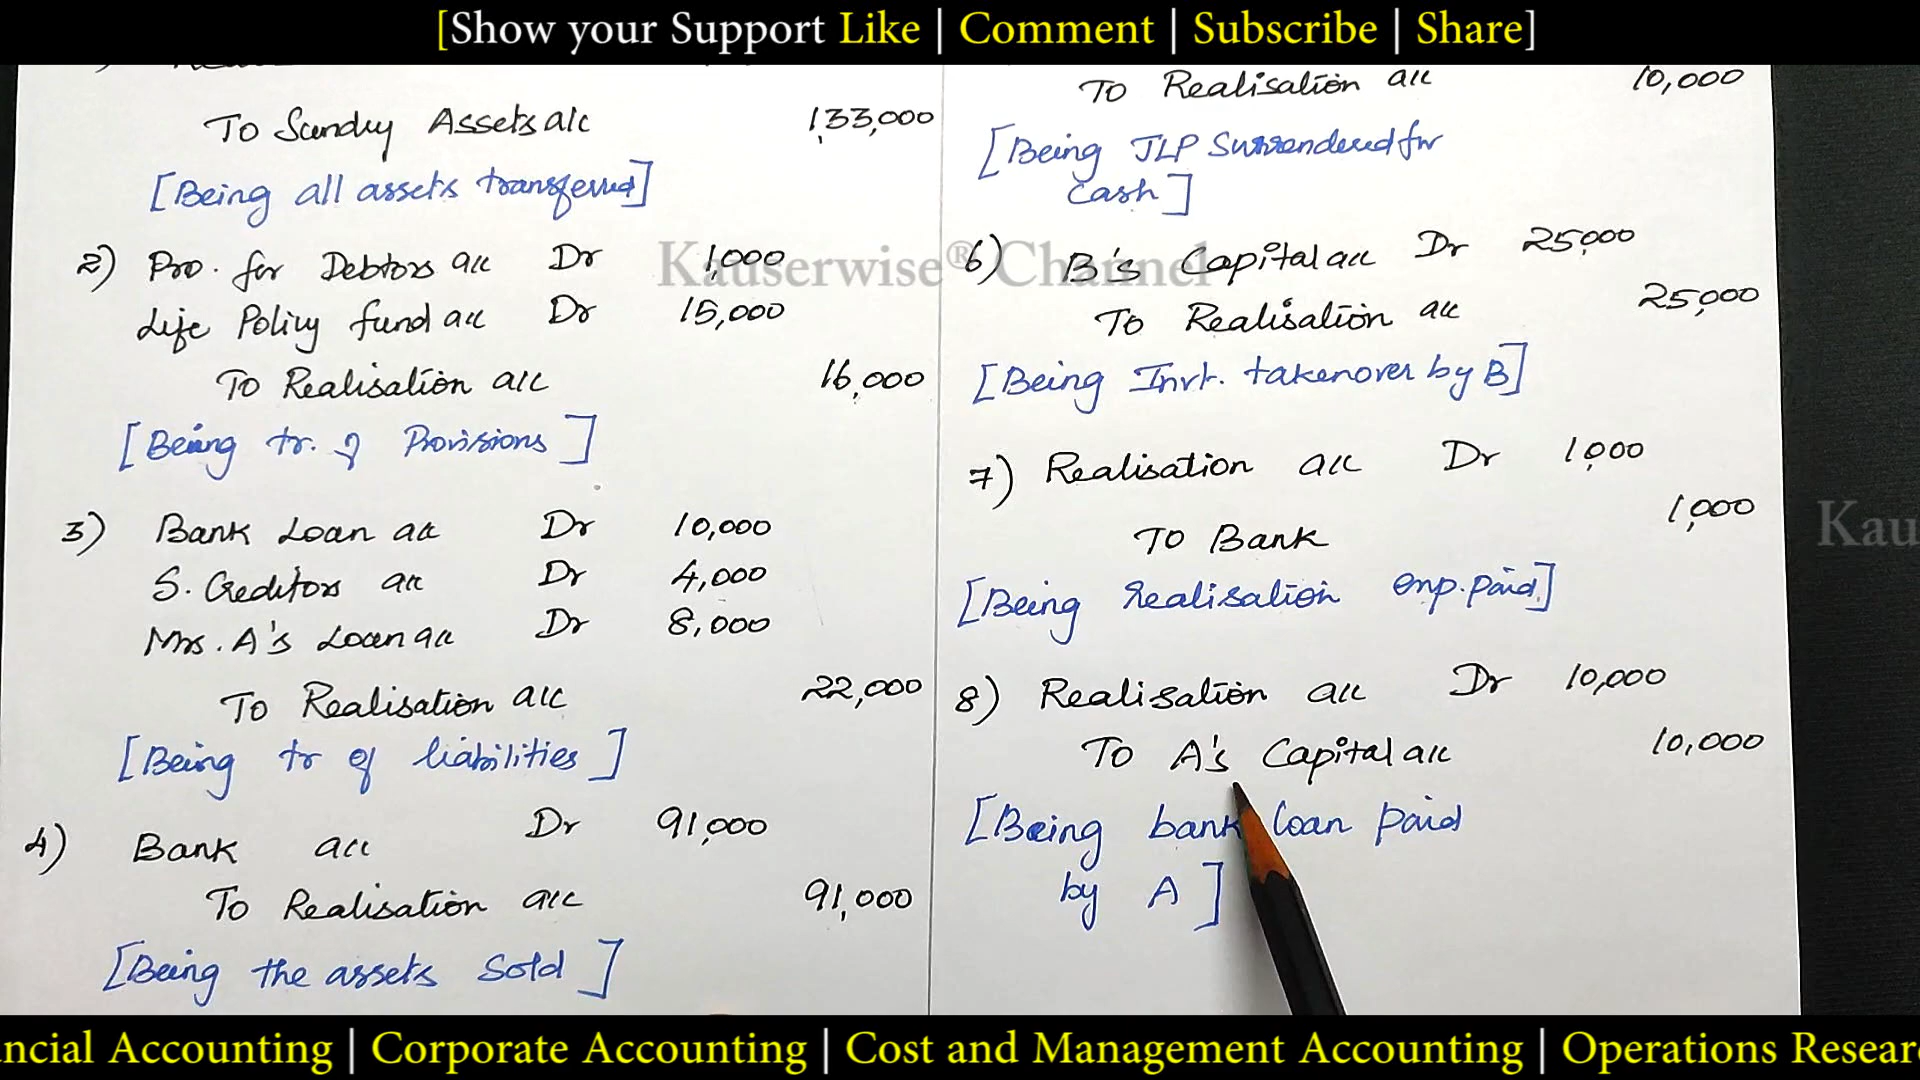 [Show your Support Like | Comment | Subscribe | Share]
To Sundry Assets a/c 1,33,000
[Being all assets transferred]
2) Pro. for Debtors a/c Dr 1,000
Life Policy fund a/c Dr 15,000
To Realisation a/c 16,000
[Being tr. of Provisions]
3) Bank Loan a/c Dr 10,000
S. Creditors a/c Dr 4,000
Mrs. A's Loan a/c Dr 8,000
To Realisation a/c 22,000
[Being tr of liabilities]
4) Bank a/c Dr 91,000
To Realisation a/c 91,000
[Being the assets sold]
To Realisation a/c 10,000
[Being JLP Surrendered for
cash]
6) B's Capital a/c Dr 25,000
To Realisation a/c 25,000
[Being Invt. takenover by B]
7) Realisation a/c Dr 1,000
To Bank 1,000
[Being Realisation exp. paid]
8) Realisation a/c Dr 10,000
To A's Capital a/c 10,000
[Being bank loan paid
by A]
Kauserwise® Channel
Kau
ncial Accounting | Corporate Accounting | Cost and Management Accounting | Operations Resear